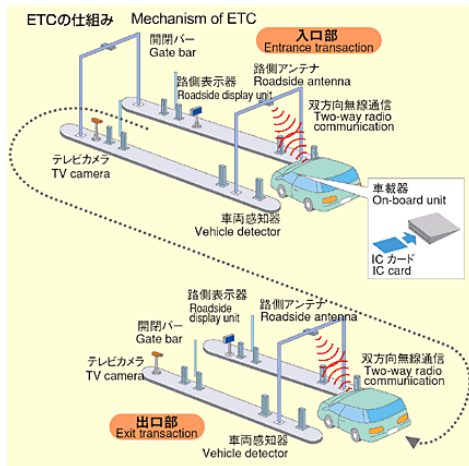 ETCの仕組み Mechanism of ETC
開閉バー
Gate bar
入口部
Entrance transaction
路側アンテナ
Roadside antenna
路側表示器
Roadside display unit
双方向無線通信
Two-way radio
communication
テレビカメラ
TV camera
車載器
On-board unit
車両感知器
Vehicle detector
IC カード
IC card
路側表示器
Roadside
display unit
路側アンテナ
Roadside antenna
開閉バー
Gate bar
テレビカメラ
TV camera
双方向無線通信
Two-way radio
communication
出口部
Exit transaction
車両感知器
Vehicle detector